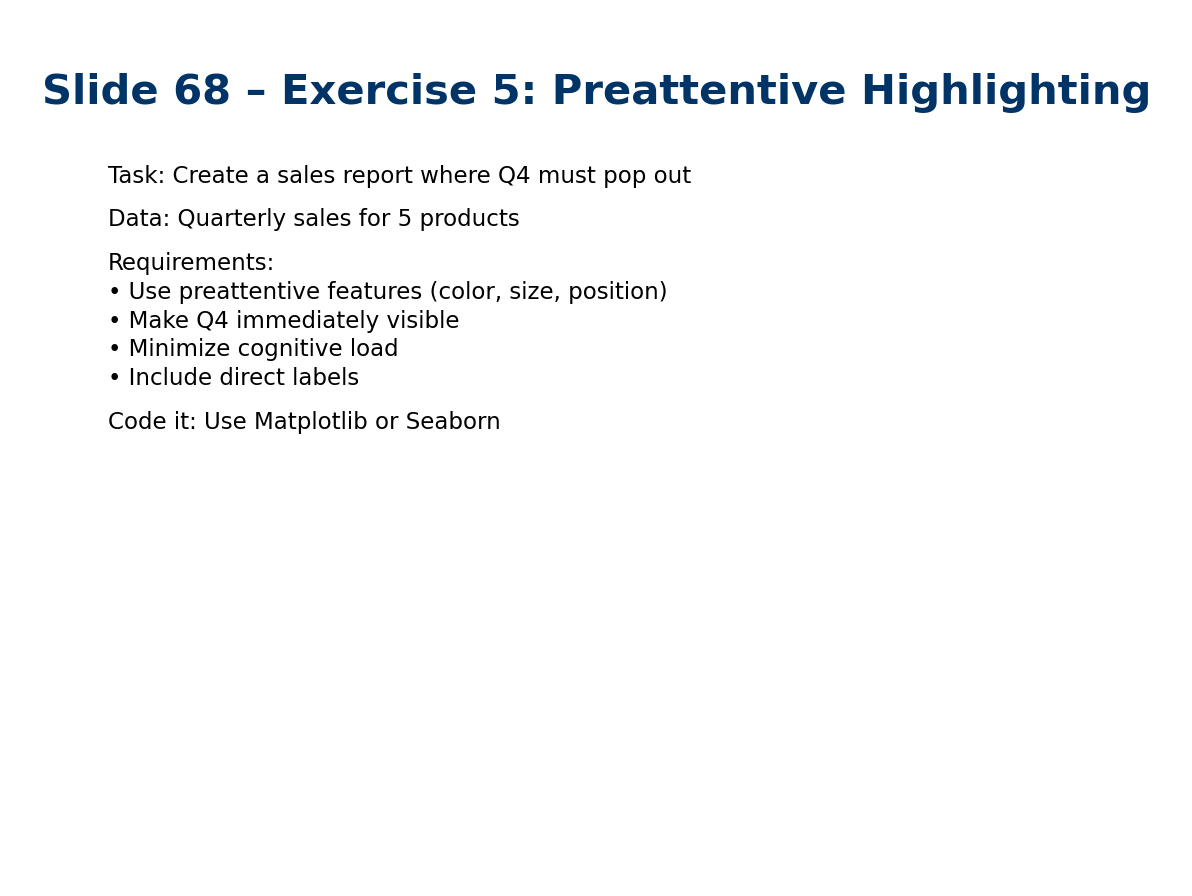 Slide 68 – Exercise 5: Preattentive Highlighting
Task: Create a sales report where Q4 must pop out
Data: Quarterly sales for 5 products
Requirements:
• Use preattentive features (color, size, position)
• Make Q4 immediately visible
• Minimize cognitive load
• Include direct labels
Code it: Use Matplotlib or Seaborn